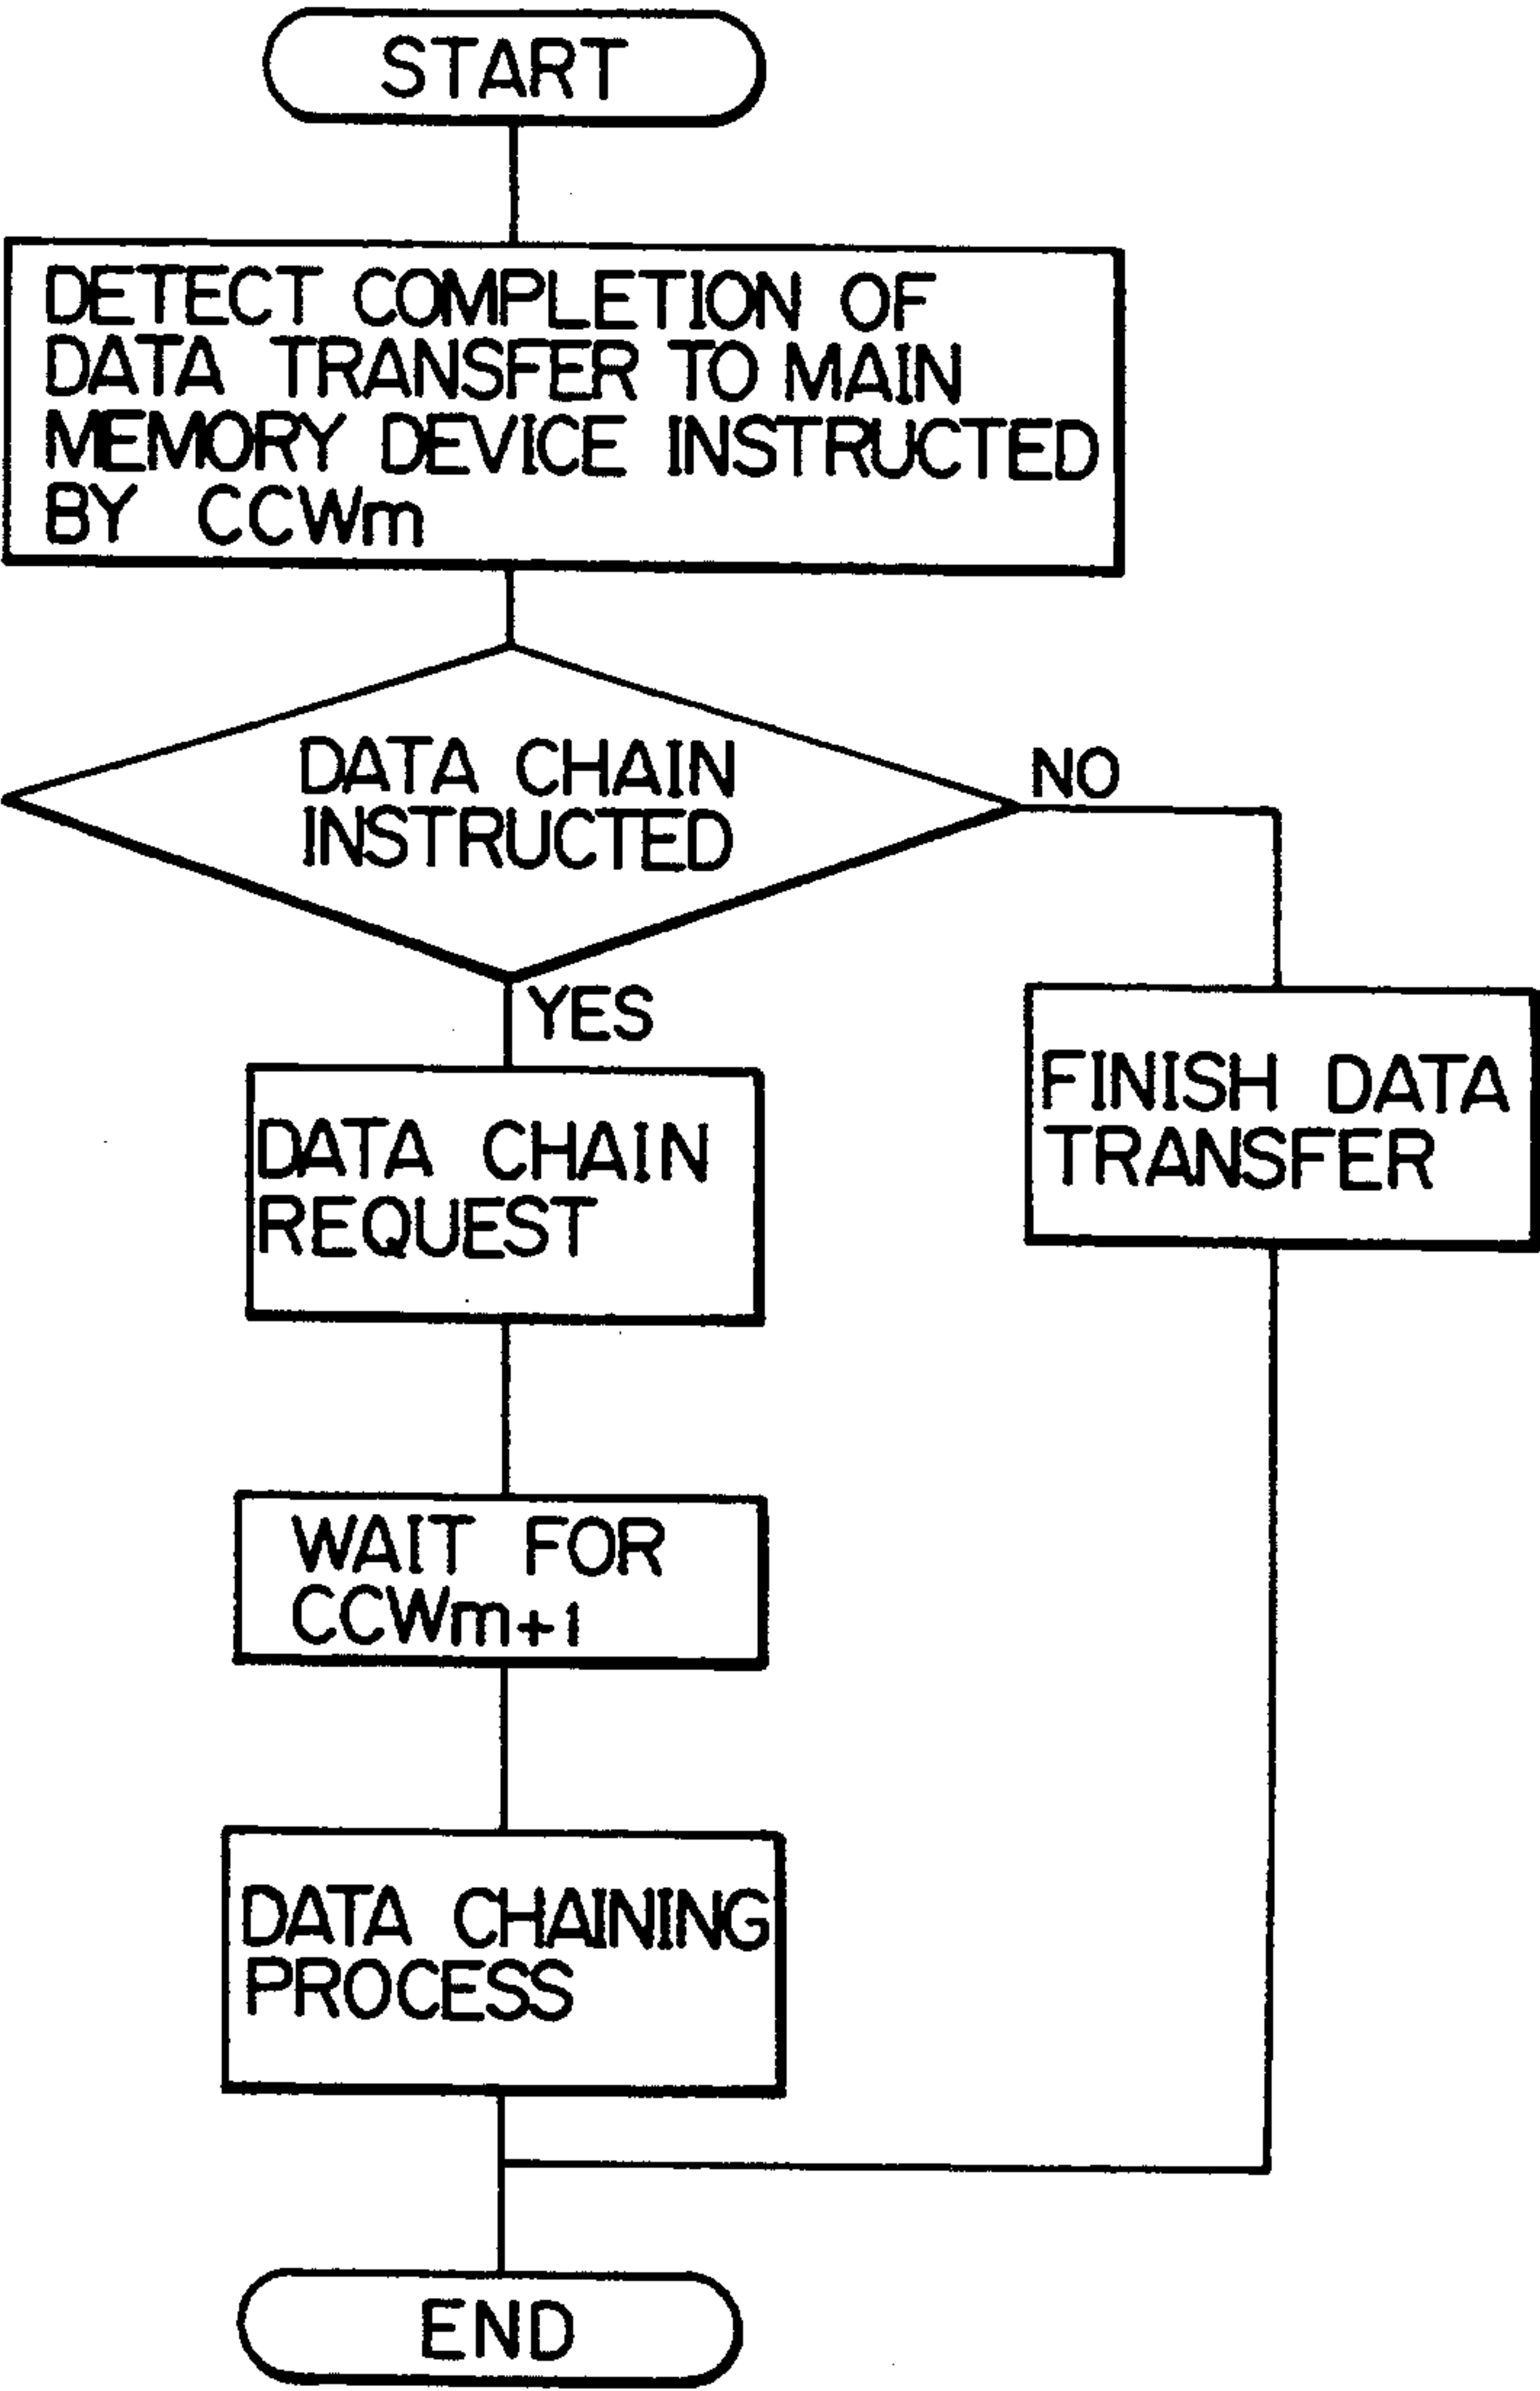 START
DETECT COMPLETION OF
DATA TRANSFER TO MAIN
MEMORY DEVICE INSTRUCTED
BY CCWm
DATA CHAIN
INSTRUCTED
NO
YES
DATA CHAIN
REQUEST
FINISH DATA
TRANSFER
WAIT FOR
CCWm+1
DATA CHAINING
PROCESS
END